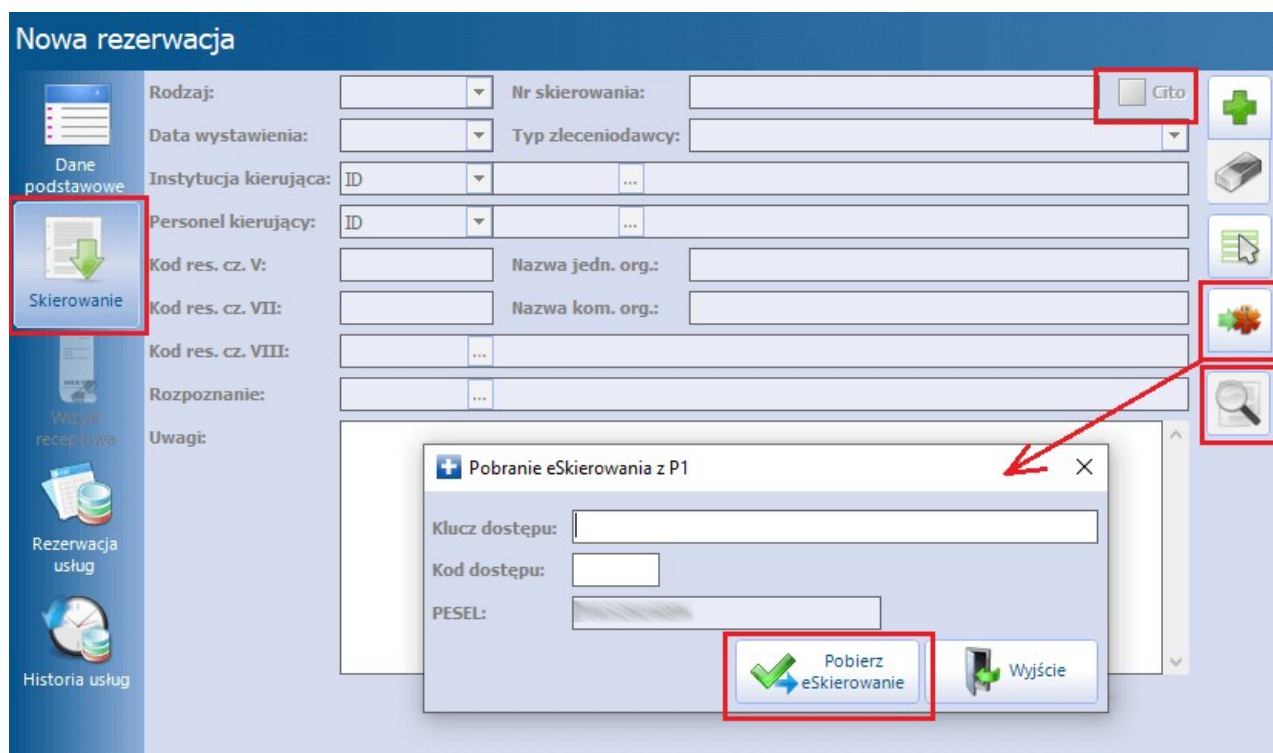 Nowa rezerwacja
Dane
podstawowe
Skierowanie
Wizyta
receptowa
Rezerwacja
usług
Historia usług
Rodzaj:
Nr skierowania:
Cito
Data wystawienia:
Typ zleceniodawcy:
Instytucja kierująca:
ID
...
Personel kierujący:
ID
...
Kod res. cz. V:
Nazwa jedn. org.:
Kod res. cz. VII:
Nazwa kom. org.:
Kod res. cz. VIII:
...
Rozpoznanie:
...
Uwagi:
Pobranie eSkierowania z P1
Klucz dostępu:
Kod dostępu:
PESEL:
Pobierz
eSkierowanie
Wyjście